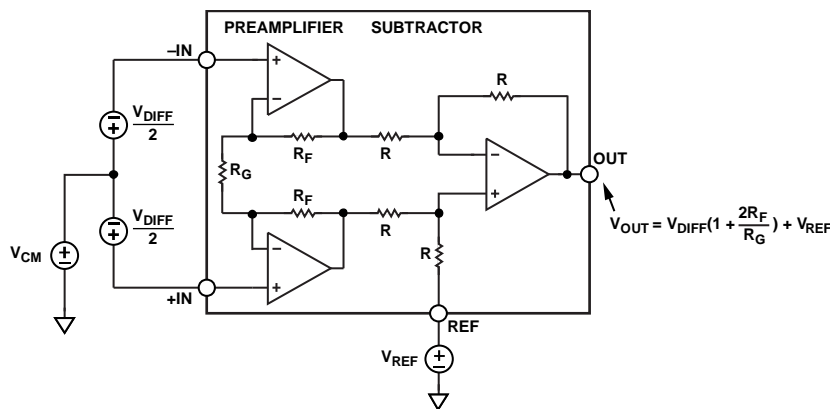 PREAMPLIFIER SUBTRACTOR
–IN
+
–
R
V_DIFF
2
R_F
R
R_G
–
+
OUT
V_OUT = V_DIFF(1 + 2R_F/R_G) + V_REF
R_F
R
V_DIFF
2
R
V_CM
–
+
+IN
REF
V_REF